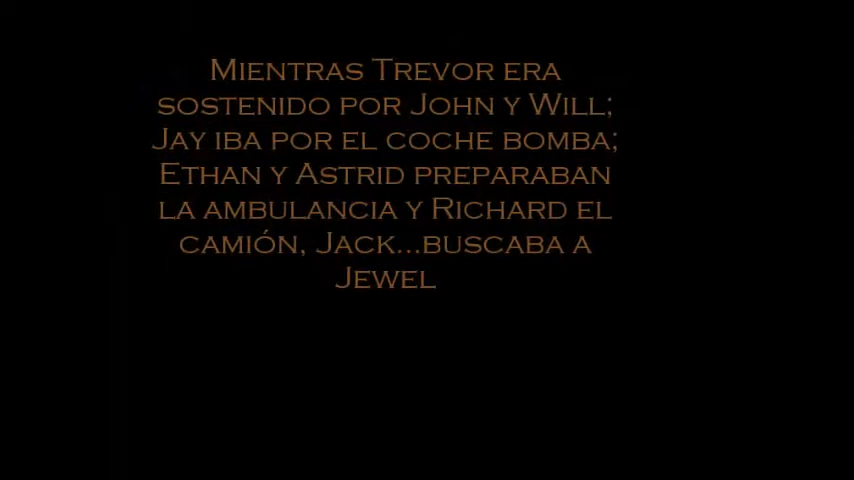 Mientras Trevor era
sostenido por John y Will;
Jay iba por el coche bomba;
Ethan y Astrid preparaban
la ambulancia y Richard el
camión, Jack...buscaba a
Jewel